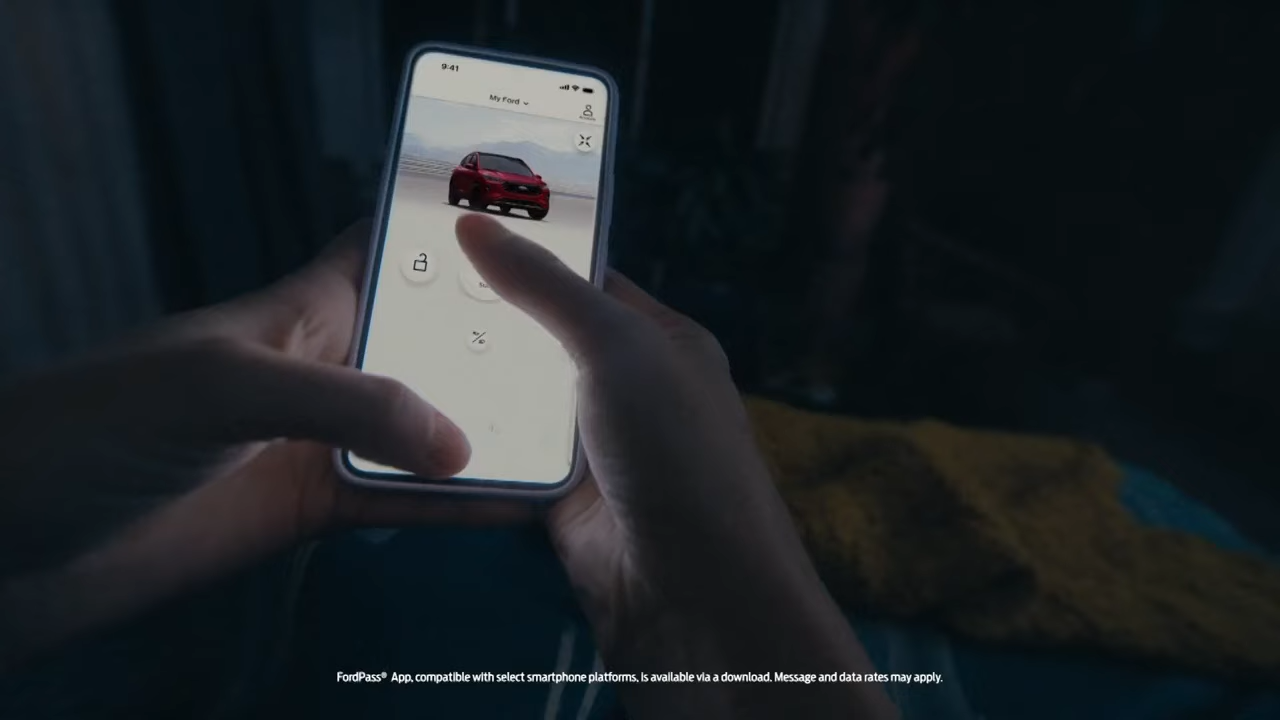 9:41
My Ford
FordPass® App, compatible with select smartphone platforms, is available via a download. Message and data rates may apply.